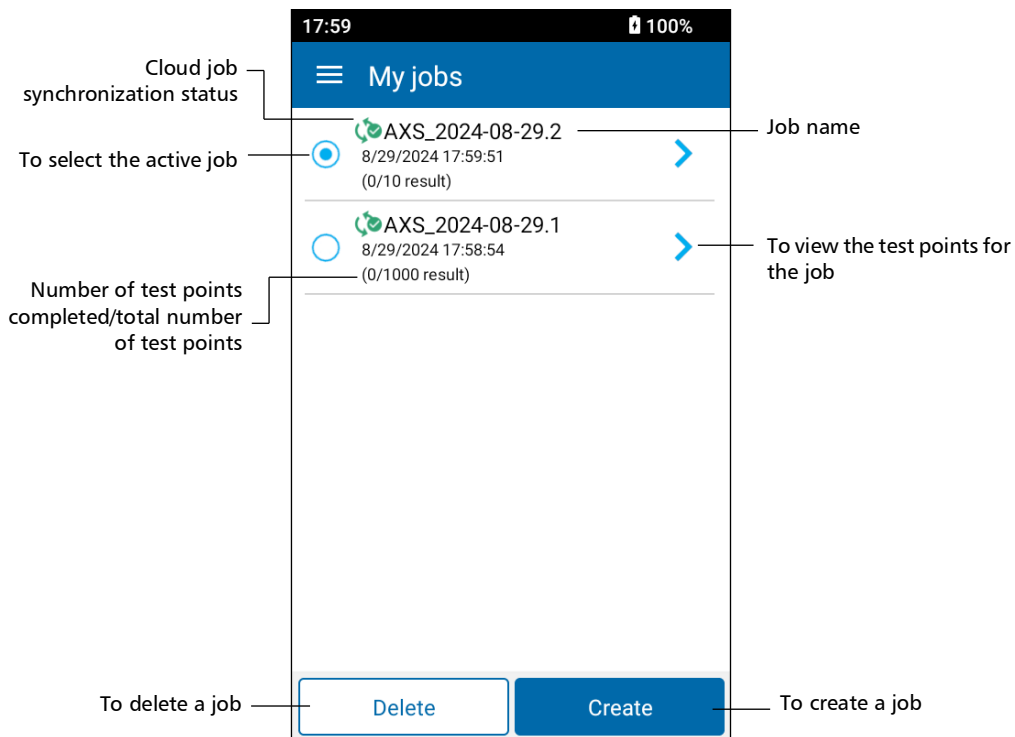 17:59
100%
My jobs
Cloud job
synchronization status
AXS_2024-08-29.2
Job name
8/29/2024 17:59:51
To select the active job
(0/10 result)
AXS_2024-08-29.1
8/29/2024 17:58:54
To view the test points for
the job
(0/1000 result)
Number of test points
completed/total number
of test points
To delete a job
Delete
Create
To create a job